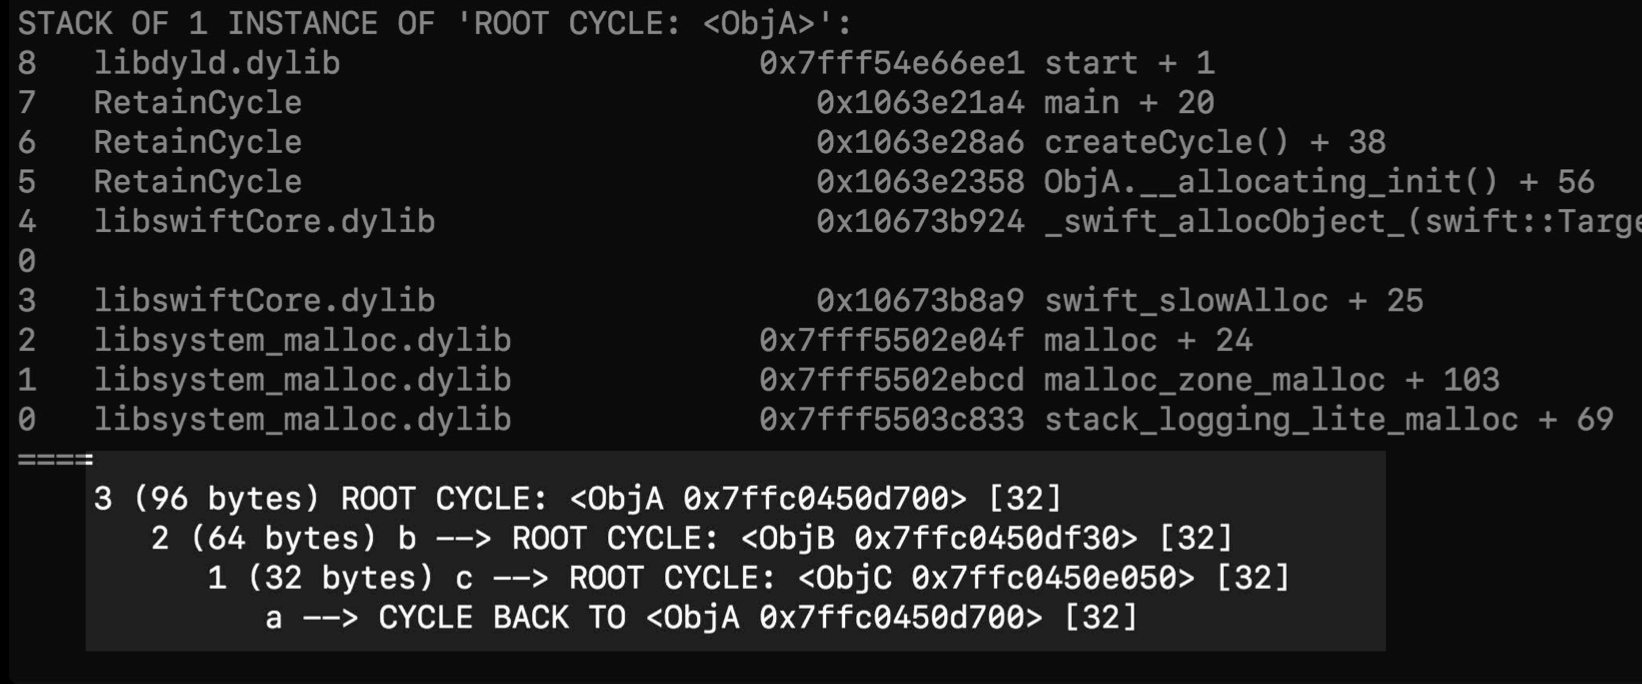 STACK OF 1 INSTANCE OF 'ROOT CYCLE: <ObjA>':
8 libdyld.dylib 0x7fff54e66ee1 start + 1
7 RetainCycle 0x1063e21a4 main + 20
6 RetainCycle 0x1063e28a6 createCycle() + 38
5 RetainCycle 0x1063e2358 ObjA.__allocating_init() + 56
4 libswiftCore.dylib 0x10673b924 _swift_allocObject_(swift::Targe
0
3 libswiftCore.dylib 0x10673b8a9 swift_slowAlloc + 25
2 libsystem_malloc.dylib 0x7fff5502e04f malloc + 24
1 libsystem_malloc.dylib 0x7fff5502ebcd malloc_zone_malloc + 103
0 libsystem_malloc.dylib 0x7fff5503c833 stack_logging_lite_malloc + 69
====
3 (96 bytes) ROOT CYCLE: <ObjA 0x7ffc0450d700> [32]
2 (64 bytes) b --> ROOT CYCLE: <ObjB 0x7ffc0450df30> [32]
1 (32 bytes) c --> ROOT CYCLE: <ObjC 0x7ffc0450e050> [32]
a --> CYCLE BACK TO <ObjA 0x7ffc0450d700> [32]